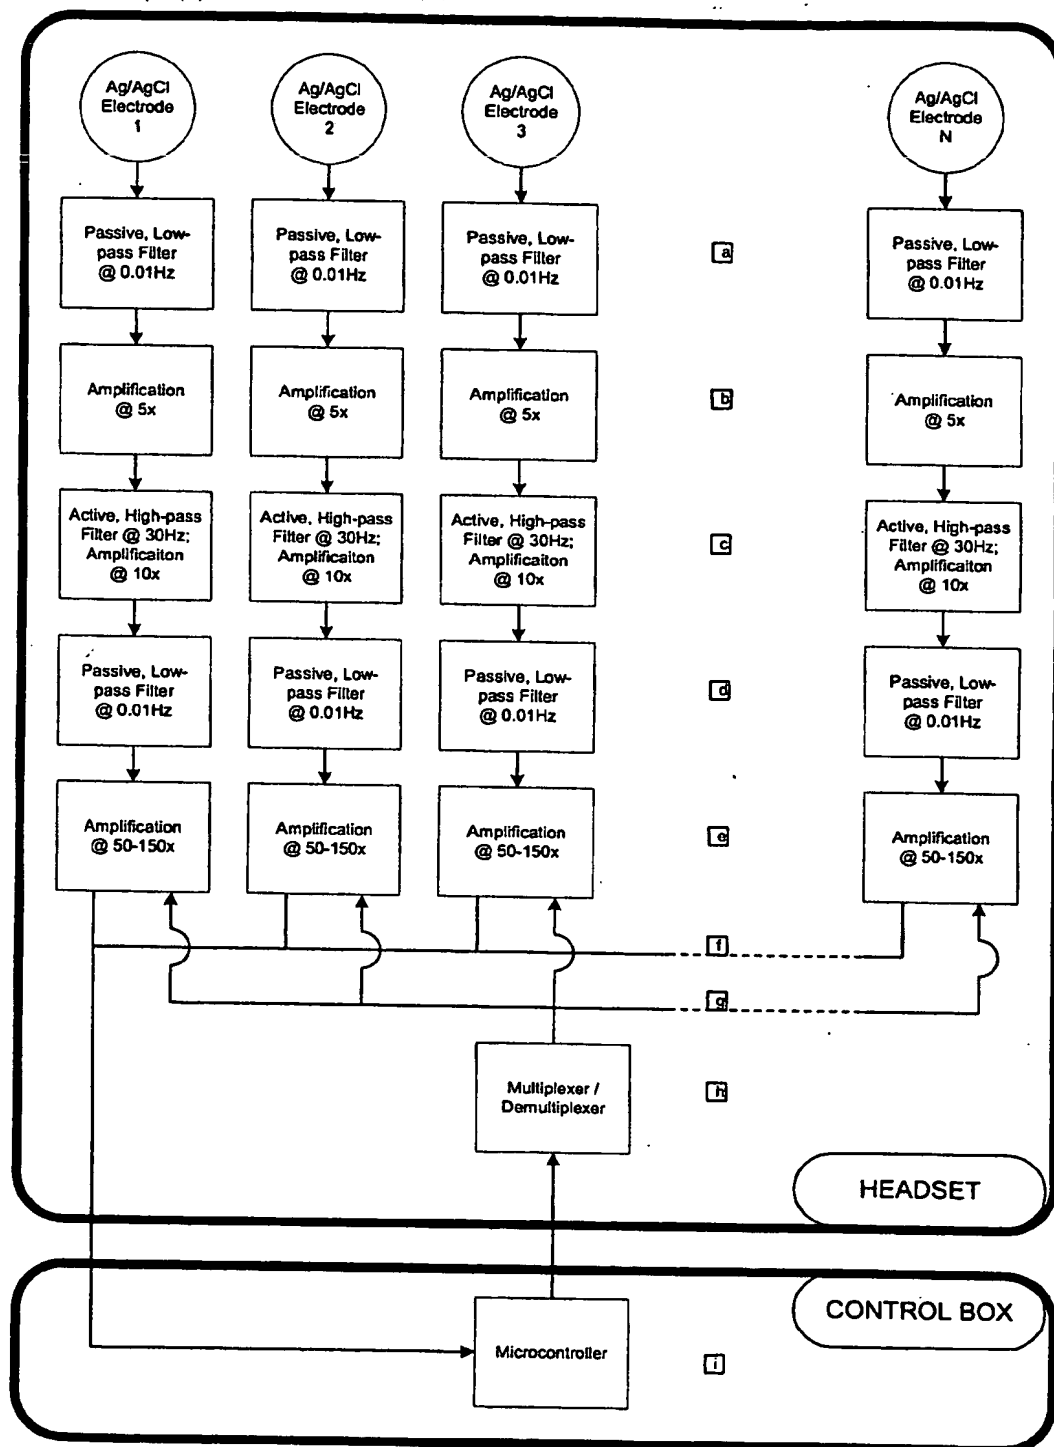 Ag/AgCl
Electrode
1
Ag/AgCl
Electrode
2
Ag/AgCl
Electrode
3
Ag/AgCl
Electrode
N
Passive, Low-
pass Filter
@ 0.01Hz
Passive, Low-
pass Filter
@ 0.01Hz
Passive, Low-
pass Filter
@ 0.01Hz
a
Passive, Low-
pass Filter
@ 0.01Hz
Amplification
@ 5x
Amplification
@ 5x
Amplification
@ 5x
b
Amplification
@ 5x
Active, High-pass
Filter @ 30Hz;
Amplificaiton
@ 10x
Active, High-pass
Filter @ 30Hz;
Amplificaiton
@ 10x
Active, High-pass
Filter @ 30Hz;
Amplificaiton
@ 10x
c
Active, High-pass
Filter @ 30Hz;
Amplificaiton
@ 10x
Passive, Low-
pass Filter
@ 0.01Hz
Passive, Low-
pass Filter
@ 0.01Hz
Passive, Low-
pass Filter
@ 0.01Hz
d
Passive, Low-
pass Filter
@ 0.01Hz
Amplification
@ 50-150x
Amplification
@ 50-150x
Amplification
@ 50-150x
e
Amplification
@ 50-150x
f
g
Multiplexer /
Demultiplexer
h
HEADSET
CONTROL BOX
Microcontroller
i